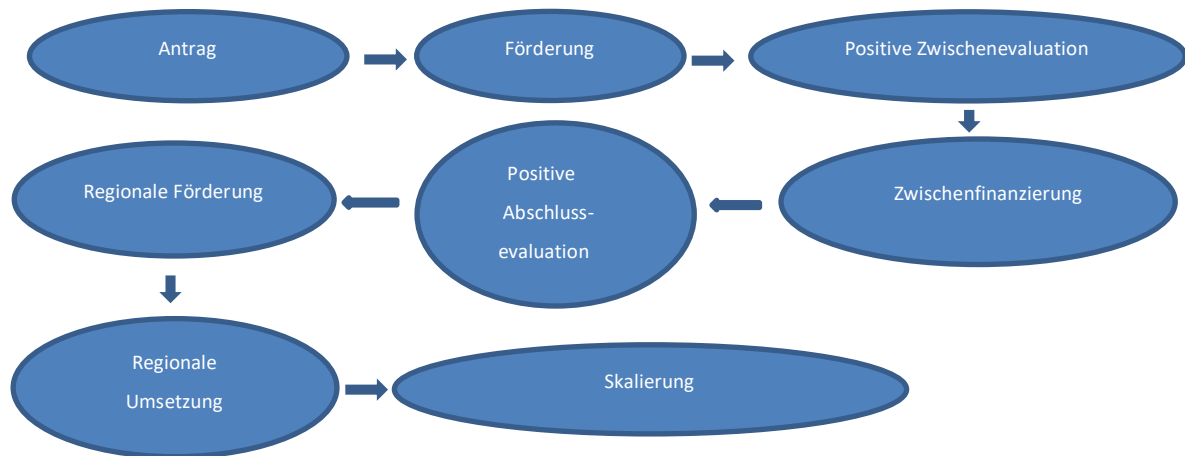 Antrag
Förderung
Positive Zwischenevaluation
Zwischenfinanzierung
Positive
Abschluss-
evaluation
Regionale Förderung
Regionale
Umsetzung
Skalierung